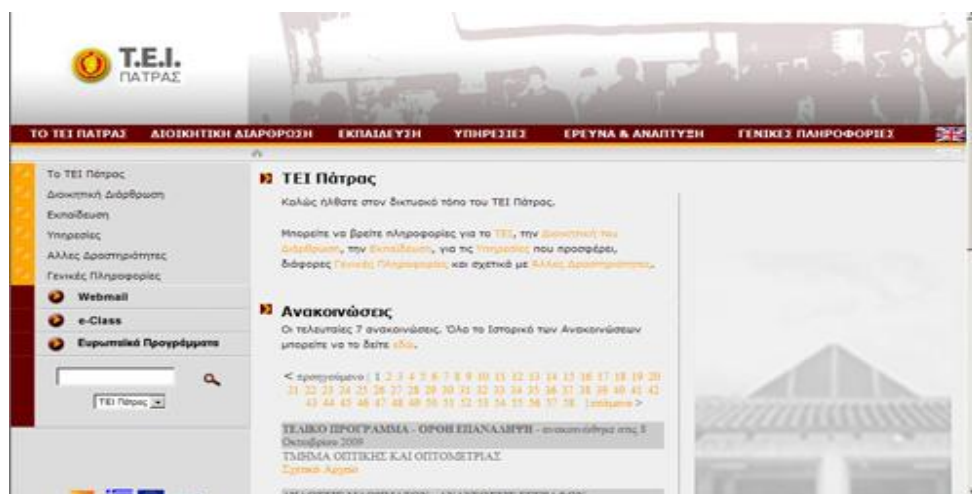 Τ.Ε.Ι.
ΠΑΤΡΑΣ
ΤΟ ΤΕΙ ΠΑΤΡΑΣ ΔΙΟΙΚΗΤΙΚΗ ΔΙΑΡΘΡΩΣΗ ΕΚΠΑΙΔΕΥΣΗ ΥΠΗΡΕΣΙΕΣ ΕΡΕΥΝΑ & ΑΝΑΠΤΥΞΗ ΓΕΝΙΚΕΣ ΠΛΗΡΟΦΟΡΙΕΣ
Το ΤΕΙ Πάτρας
Διοικητική Διάρθρωση
Εκπαίδευση
Υπηρεσίες
Αλλες Δραστηριότητες
Γενικές Πληροφορίες
Webmail
e-Class
Ευρωπαϊκά Προγράμματα
ΤΕΙ Πάτρας
ΤΕΙ Πάτρας
Καλώς ήλθατε στον δικτυακό τόπο του ΤΕΙ Πάτρας.
Μπορείτε να βρείτε πληροφορίες για το ΤΕΙ, την Διοικητική του
Διάρθρωση, την Εκπαίδευση, για τις Υπηρεσίες που προσφέρει,
διάφορες Γενικές Πληροφορίες και σχετικά με Άλλες Δραστηριότητες.
Ανακοινώσεις
Οι τελευταίες 7 ανακοινώσεις. Όλο το Ιστορικό των Ανακοινώσεων
μπορείτε να το δείτε εδώ.
< προηγούμενο | 1 2 3 4 5 6 7 8 9 10 11 12 13 14 15 16 17 18 19 20
21 22 23 24 25 26 27 28 29 30 31 32 33 34 35 36 37 38 39 40 41 42
43 44 45 46 47 48 49 50 51 52 53 54 55 56 57 58 | επόμενο >
ΤΕΛΙΚΟ ΠΡΟΓΡΑΜΜΑ - ΟΡΘΗ ΕΠΑΝΑΛΗΨΗ - ανακοινώθηκε στις 8
Οκτωβρίου 2009
ΤΜΗΜΑ ΟΠΤΙΚΗΣ ΚΑΙ ΟΠΤΟΜΕΤΡΙΑΣ
Σχετικό Αρχείο